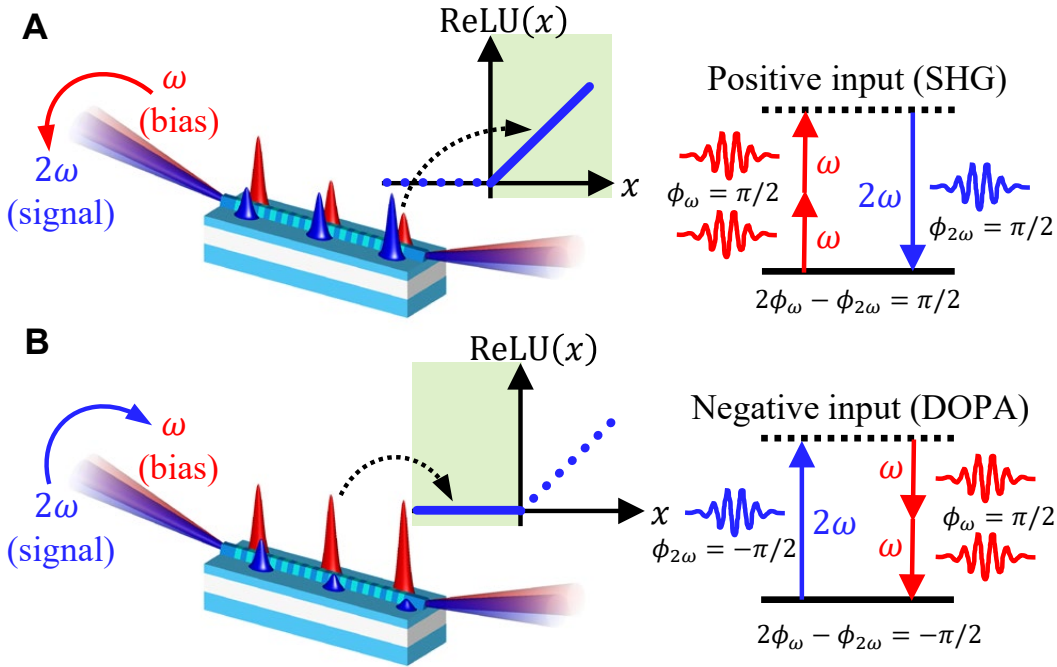 A
ω
(bias)
2ω
(signal)
ReLU(x)
x
Positive input (SHG)
ω
ω
2ω
ϕω = π/2
ϕ2ω = π/2
2ϕω − ϕ2ω = π/2
B
ω
(bias)
2ω
(signal)
ReLU(x)
x
Negative input (DOPA)
2ω
ω
ω
ϕ2ω = −π/2
ϕω = π/2
2ϕω − ϕ2ω = −π/2